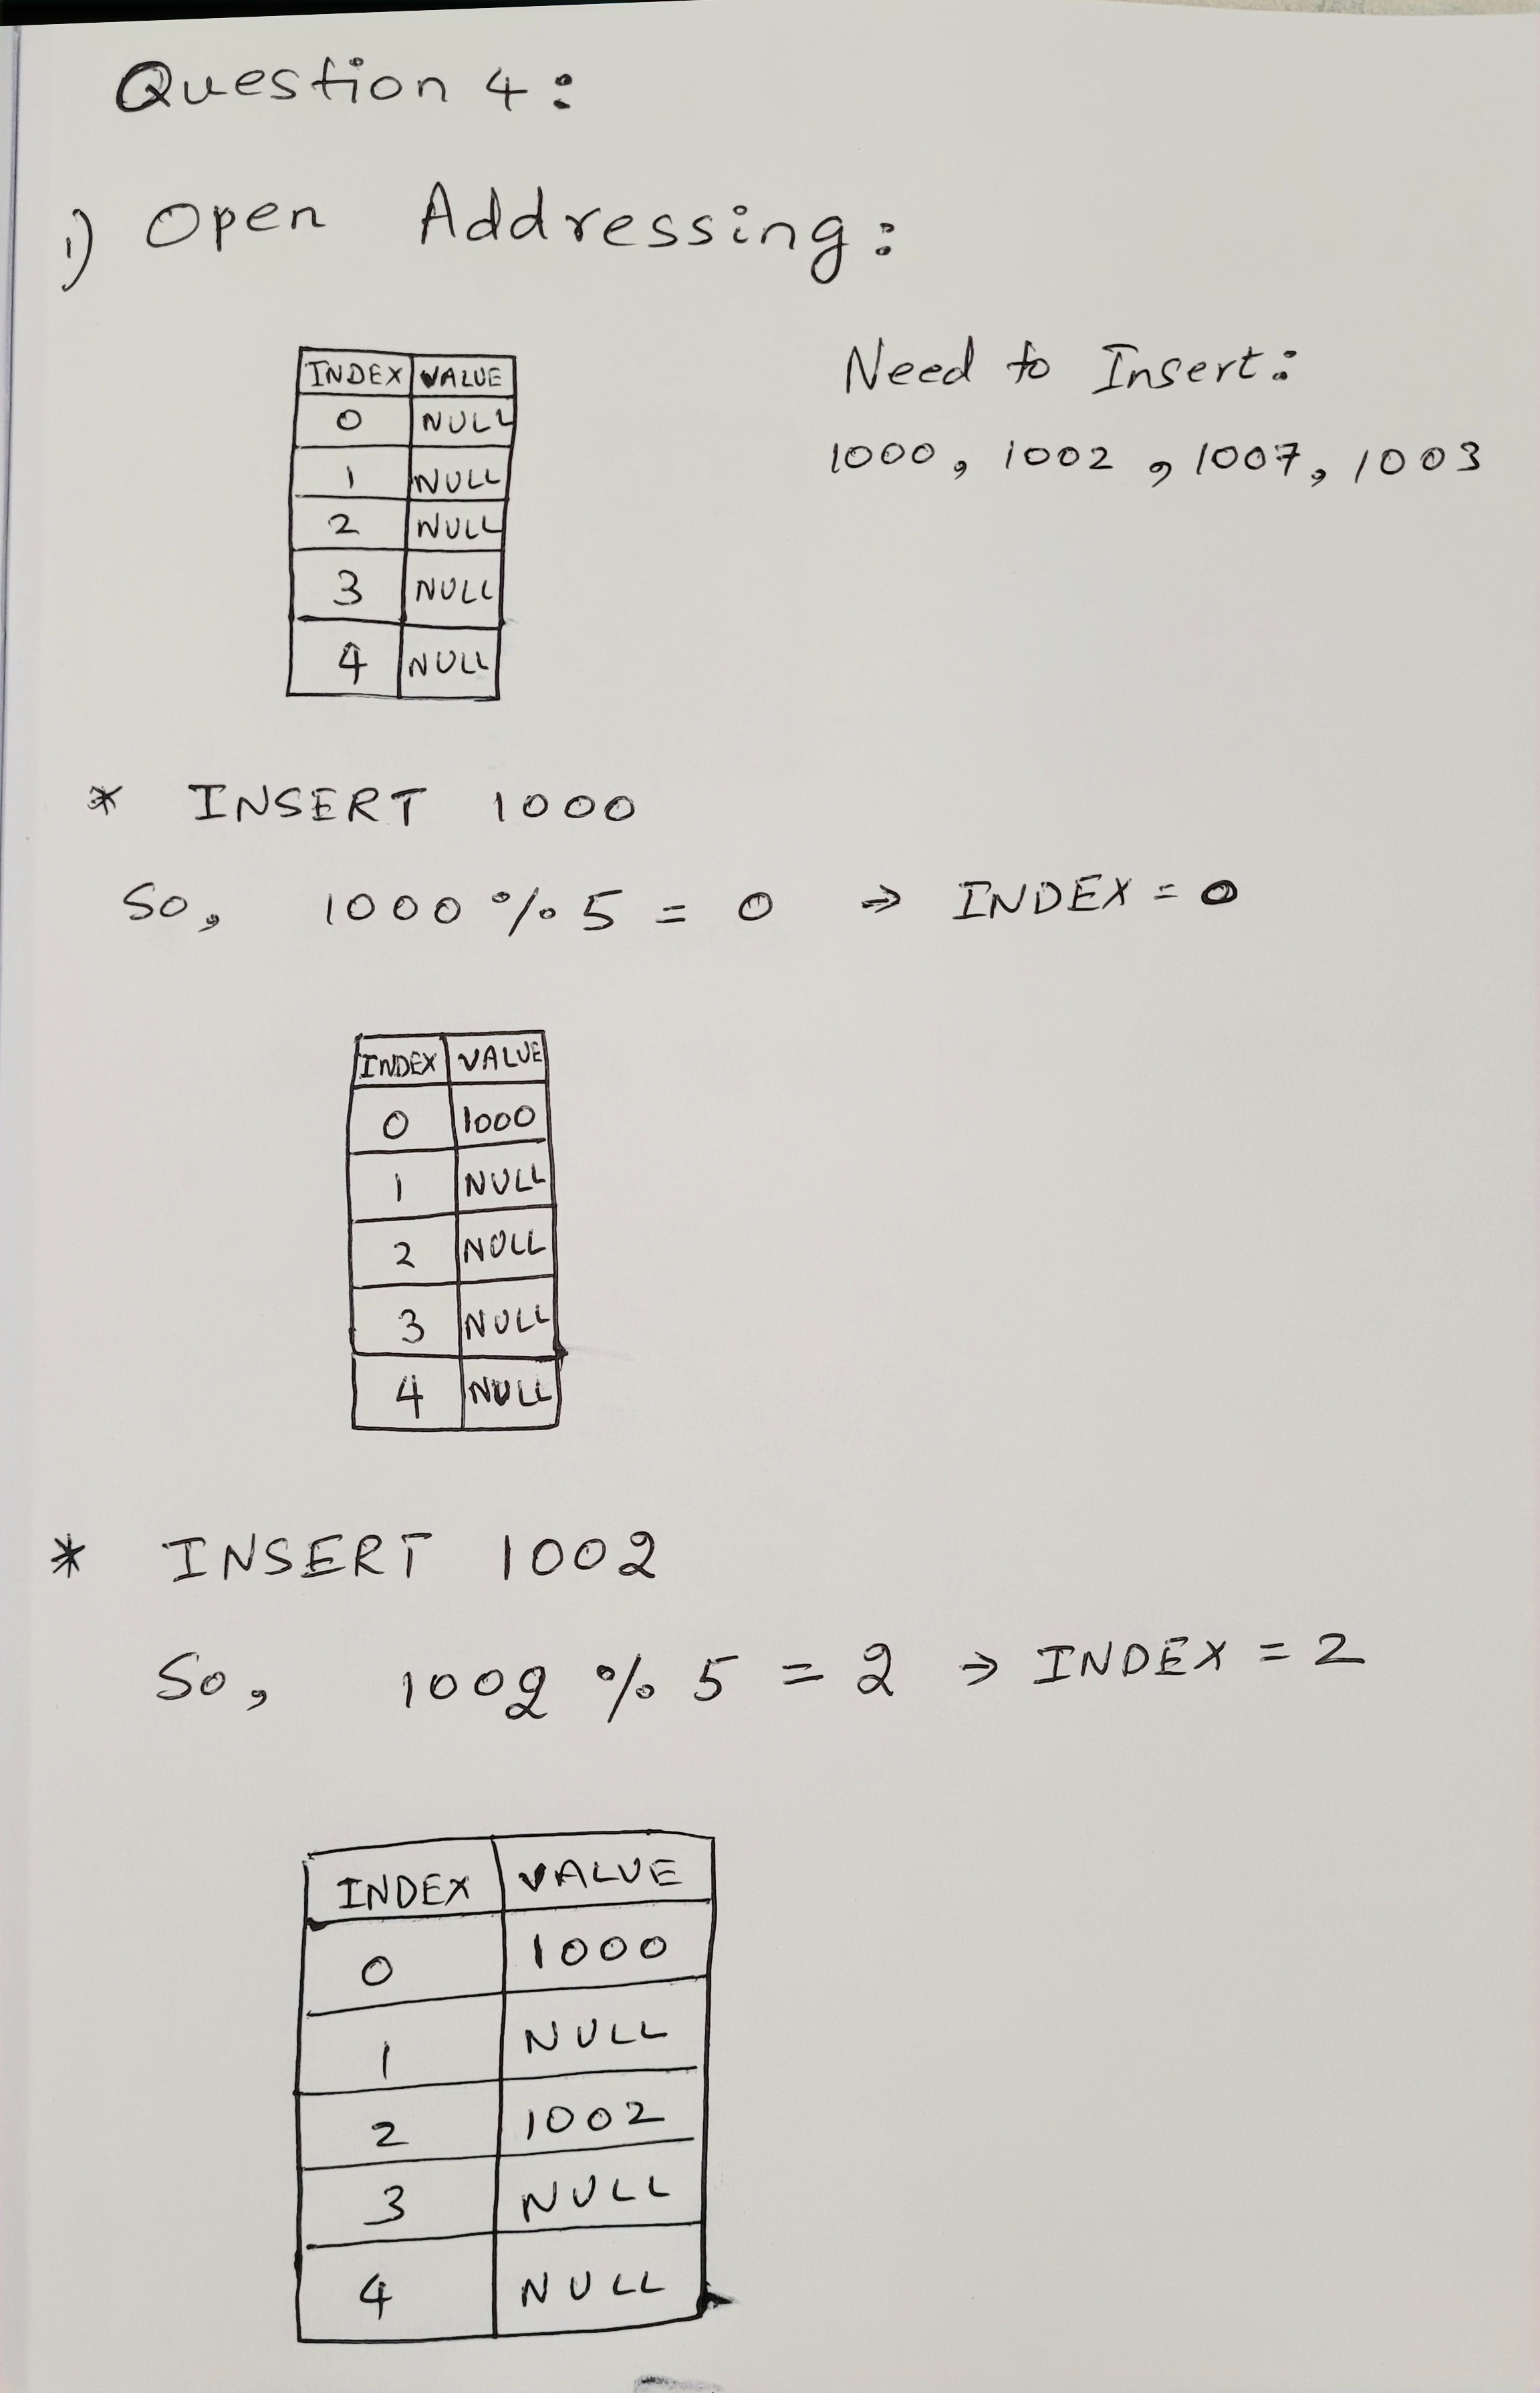 Question 4:
i) Open Addressing:
INDEX VALUE
0 NULL
1 NULL
2 NULL
3 NULL
4 NULL
Need to Insert:
1000, 1002, 1007, 1003
* INSERT 1000
So, 1000 % 5 = 0 ⇒ INDEX = 0
INDEX VALUE
0 1000
1 NULL
2 NULL
3 NULL
4 NULL
* INSERT 1002
So, 1002 % 5 = 2 → INDEX = 2
INDEX VALUE
0 1000
1 NULL
2 1002
3 NULL
4 NULL